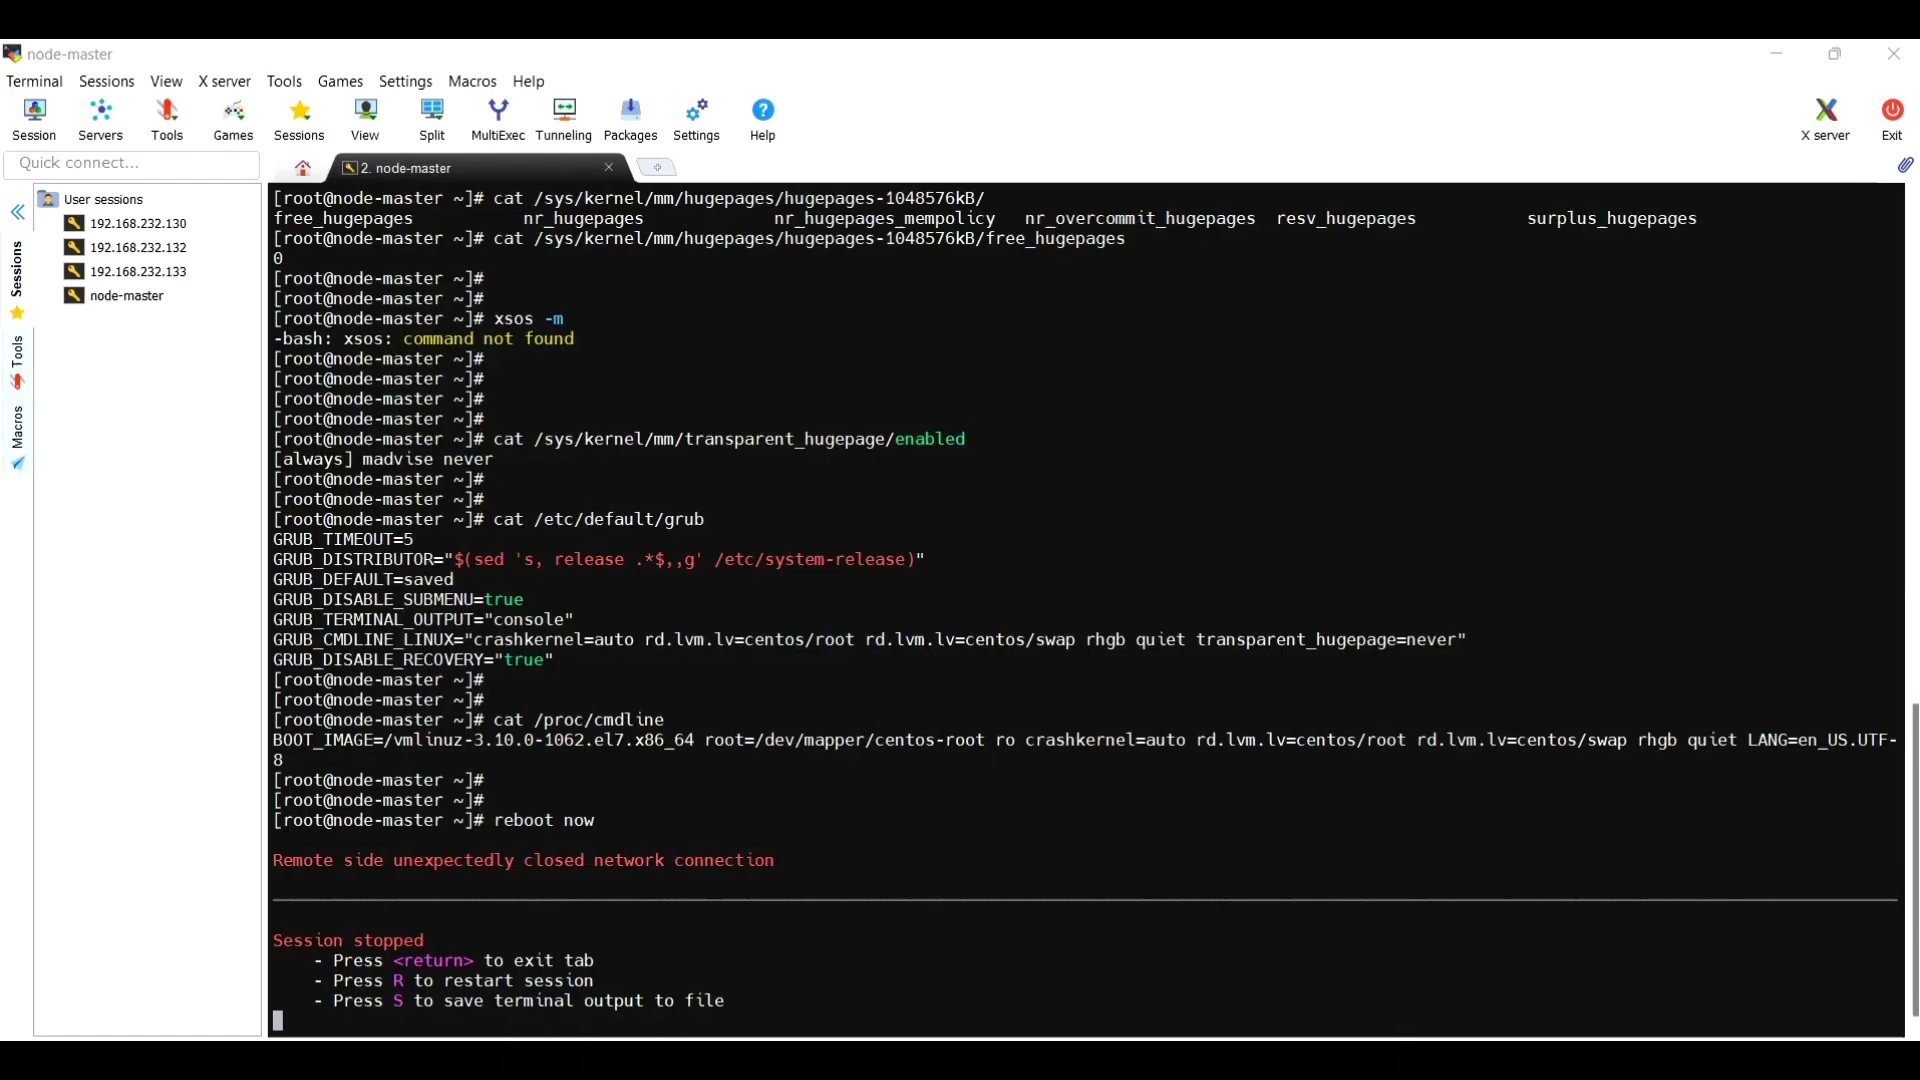 node-master
Terminal Sessions View X server Tools Games Settings Macros Help
Session Servers Tools Games Sessions View Split MultiExec Tunneling Packages Settings Help X server Exit
Quick connect...
2. node-master
User sessions
192.168.232.130
192.168.232.132
192.168.232.133
node-master
Sessions
Tools
Macros
[root@node-master ~]# cat /sys/kernel/mm/hugepages/hugepages-1048576kB/
free_hugepages nr_hugepages nr_hugepages_mempolicy nr_overcommit_hugepages resv_hugepages surplus_hugepages
[root@node-master ~]# cat /sys/kernel/mm/hugepages/hugepages-1048576kB/free_hugepages
0
[root@node-master ~]#
[root@node-master ~]#
[root@node-master ~]# xsos -m
-bash: xsos: command not found
[root@node-master ~]#
[root@node-master ~]#
[root@node-master ~]#
[root@node-master ~]#
[root@node-master ~]# cat /sys/kernel/mm/transparent_hugepage/enabled
[always] madvise never
[root@node-master ~]#
[root@node-master ~]#
[root@node-master ~]# cat /etc/default/grub
GRUB_TIMEOUT=5
GRUB_DISTRIBUTOR="$(sed 's, release .*$,,g' /etc/system-release)"
GRUB_DEFAULT=saved
GRUB_DISABLE_SUBMENU=true
GRUB_TERMINAL_OUTPUT="console"
GRUB_CMDLINE_LINUX="crashkernel=auto rd.lvm.lv=centos/root rd.lvm.lv=centos/swap rhgb quiet transparent_hugepage=never"
GRUB_DISABLE_RECOVERY="true"
[root@node-master ~]#
[root@node-master ~]#
[root@node-master ~]# cat /proc/cmdline
BOOT_IMAGE=/vmlinuz-3.10.0-1062.el7.x86_64 root=/dev/mapper/centos-root ro crashkernel=auto rd.lvm.lv=centos/root rd.lvm.lv=centos/swap rhgb quiet LANG=en_US.UTF-
8
[root@node-master ~]#
[root@node-master ~]#
[root@node-master ~]# reboot now
Remote side unexpectedly closed network connection
Session stopped
- Press <return> to exit tab
- Press R to restart session
- Press S to save terminal output to file